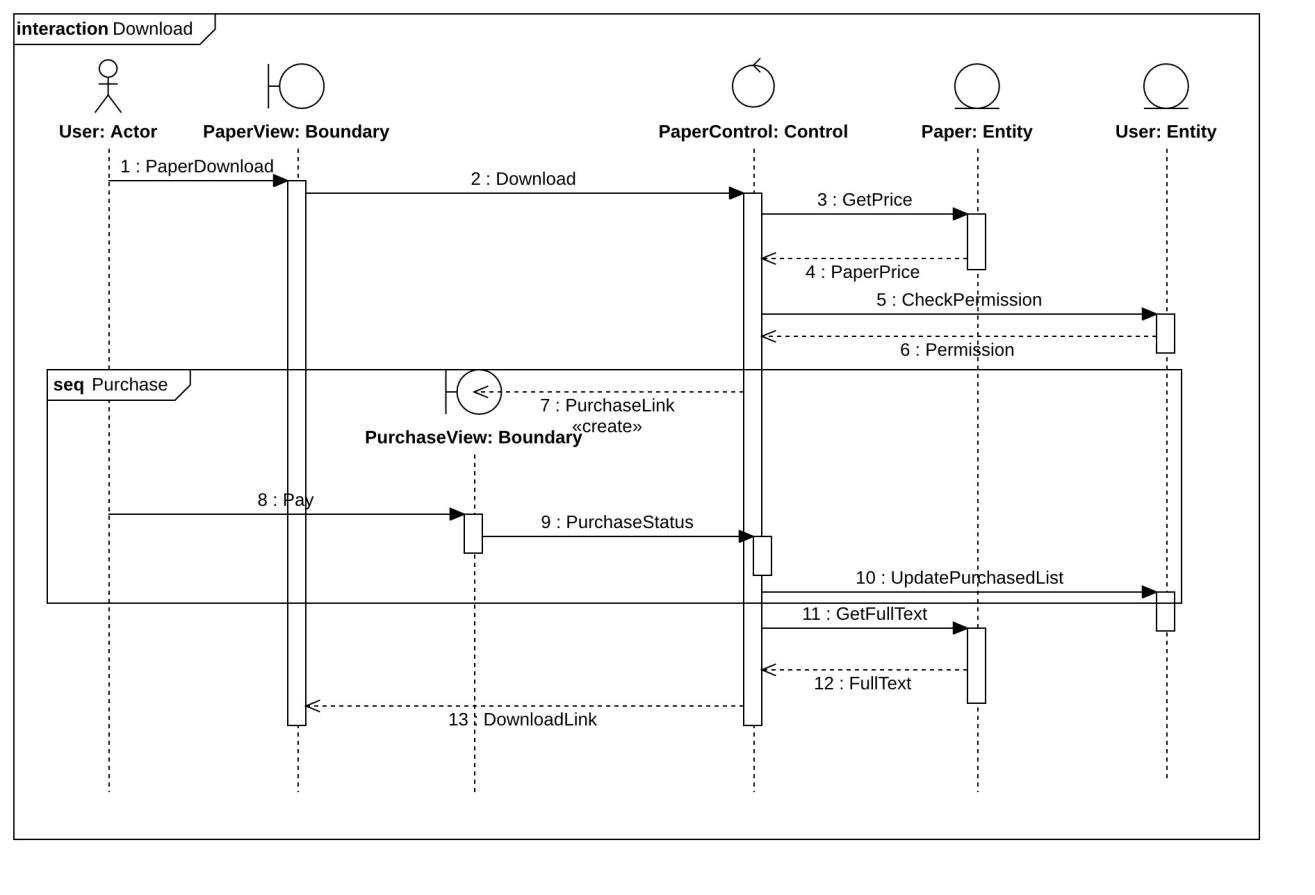 interaction Download
User: Actor
PaperView: Boundary
PaperControl: Control
Paper: Entity
User: Entity
1 : PaperDownload
2 : Download
3 : GetPrice
4 : PaperPrice
5 : CheckPermission
6 : Permission
seq Purchase
7 : PurchaseLink
«create»
PurchaseView: Boundary
8 : Pay
9 : PurchaseStatus
10 : UpdatePurchasedList
11 : GetFullText
12 : FullText
13 : DownloadLink